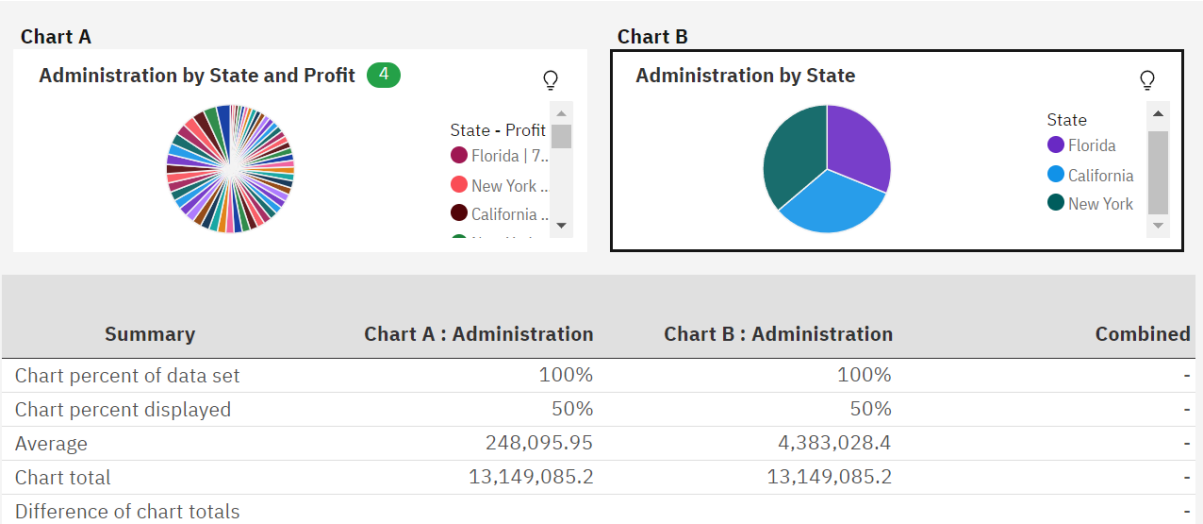 Chart A
Chart B
Administration by State and Profit 4
Administration by State
State - Profit
Florida | 7..
New York ..
California ..
State
Florida
California
New York
Summary Chart A : Administration Chart B : Administration Combined
Chart percent of data set 100% 100% -
Chart percent displayed 50% 50% -
Average 248,095.95 4,383,028.4 -
Chart total 13,149,085.2 13,149,085.2 -
Difference of chart totals -